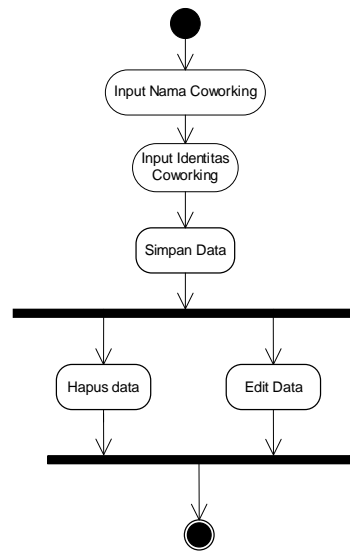 Input Nama Coworking
Input Identitas
Coworking
Simpan Data
Hapus data
Edit Data